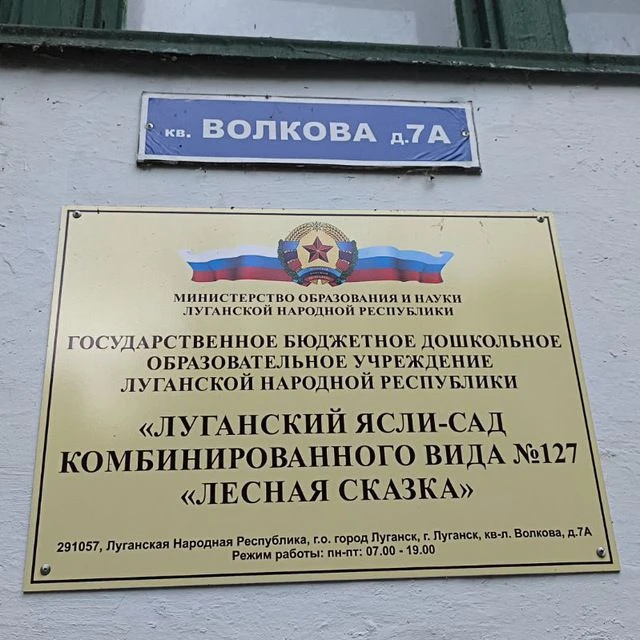 кв. ВОЛКОВА д.7А
МИНИСТЕРСТВО ОБРАЗОВАНИЯ И НАУКИ
ЛУГАНСКОЙ НАРОДНОЙ РЕСПУБЛИКИ
ГОСУДАРСТВЕННОЕ БЮДЖЕТНОЕ ДОШКОЛЬНОЕ
ОБРАЗОВАТЕЛЬНОЕ УЧРЕЖДЕНИЕ
ЛУГАНСКОЙ НАРОДНОЙ РЕСПУБЛИКИ
«ЛУГАНСКИЙ ЯСЛИ-САД
КОМБИНИРОВАННОГО ВИДА №127
«ЛЕСНАЯ СКАЗКА»
291057, Луганская Народная Республика, г.о. город Луганск, г. Луганск, кв-л. Волкова, д.7А
Режим работы: пн-пт: 07.00 - 19.00